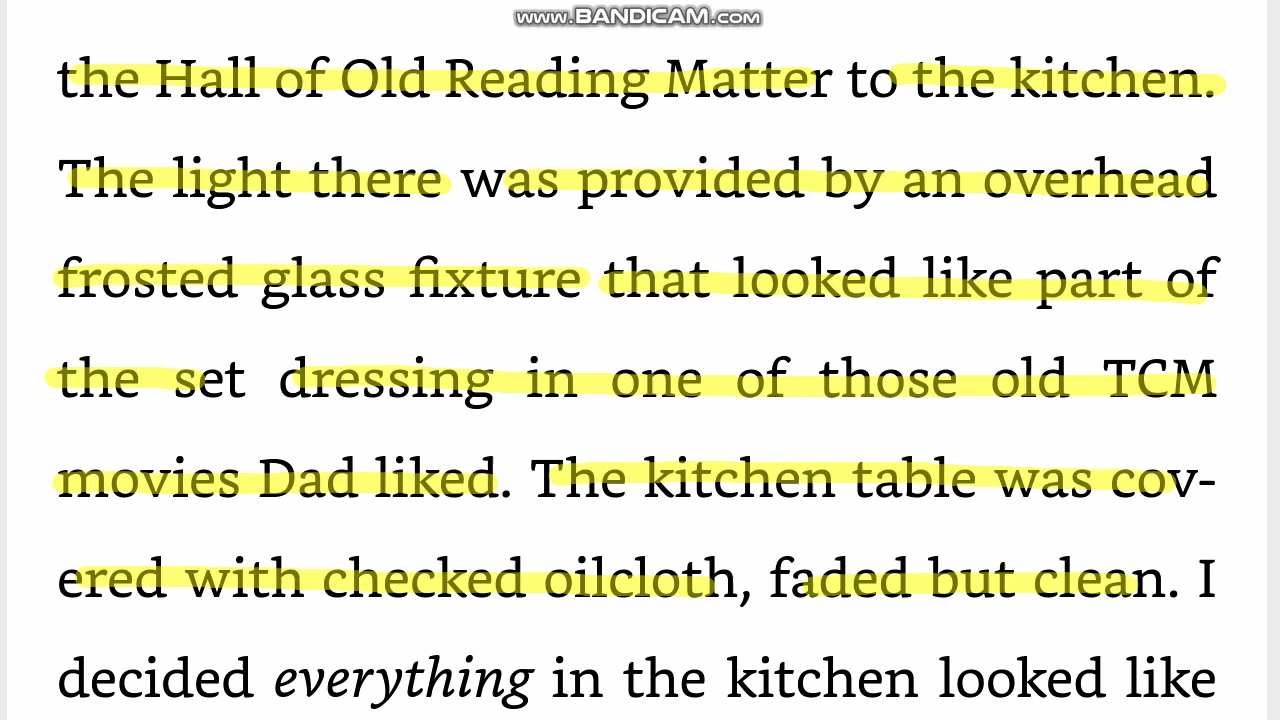 www.BANDICAM.com
the Hall of Old Reading Matter to the kitchen.
The light there was provided by an overhead
frosted glass fixture that looked like part of
the set dressing in one of those old TCM
movies Dad liked. The kitchen table was cov-
ered with checked oilcloth, faded but clean. I
decided everything in the kitchen looked like